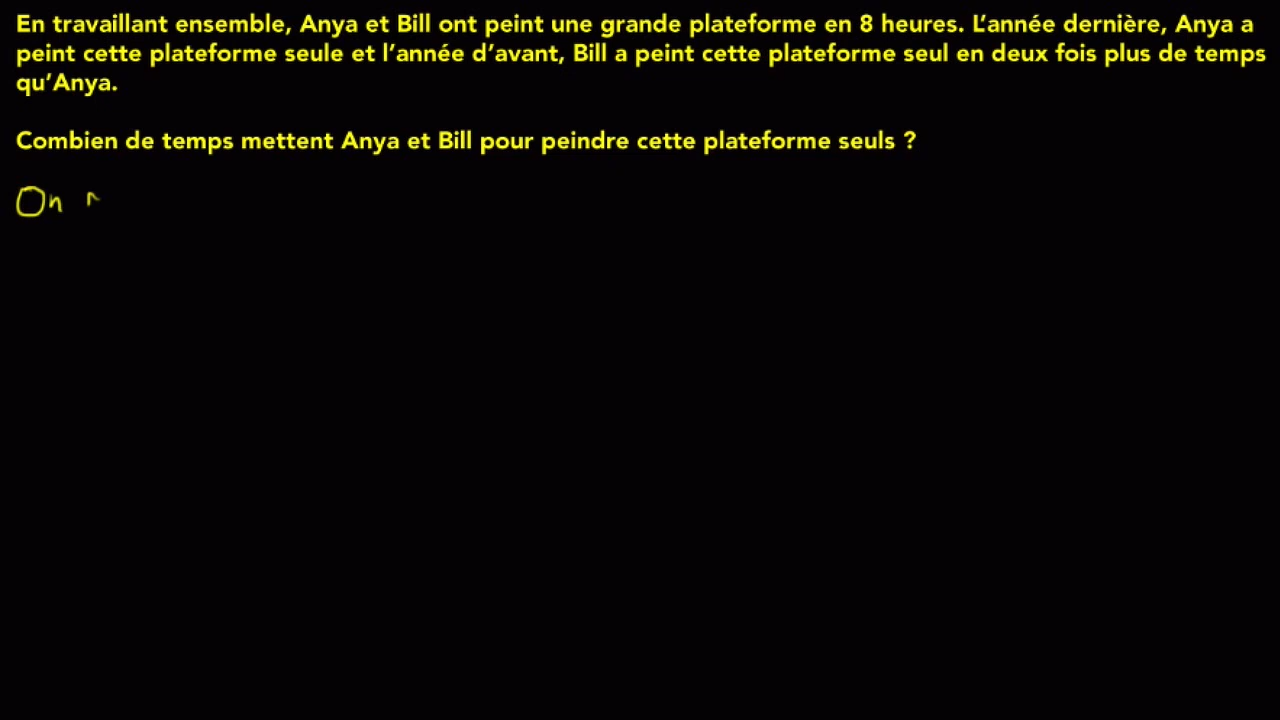 En travaillant ensemble, Anya et Bill ont peint une grande plateforme en 8 heures. L’année dernière, Anya a
peint cette plateforme seule et l’année d’avant, Bill a peint cette plateforme seul en deux fois plus de temps
qu’Anya.
Combien de temps mettent Anya et Bill pour peindre cette plateforme seuls ?
On